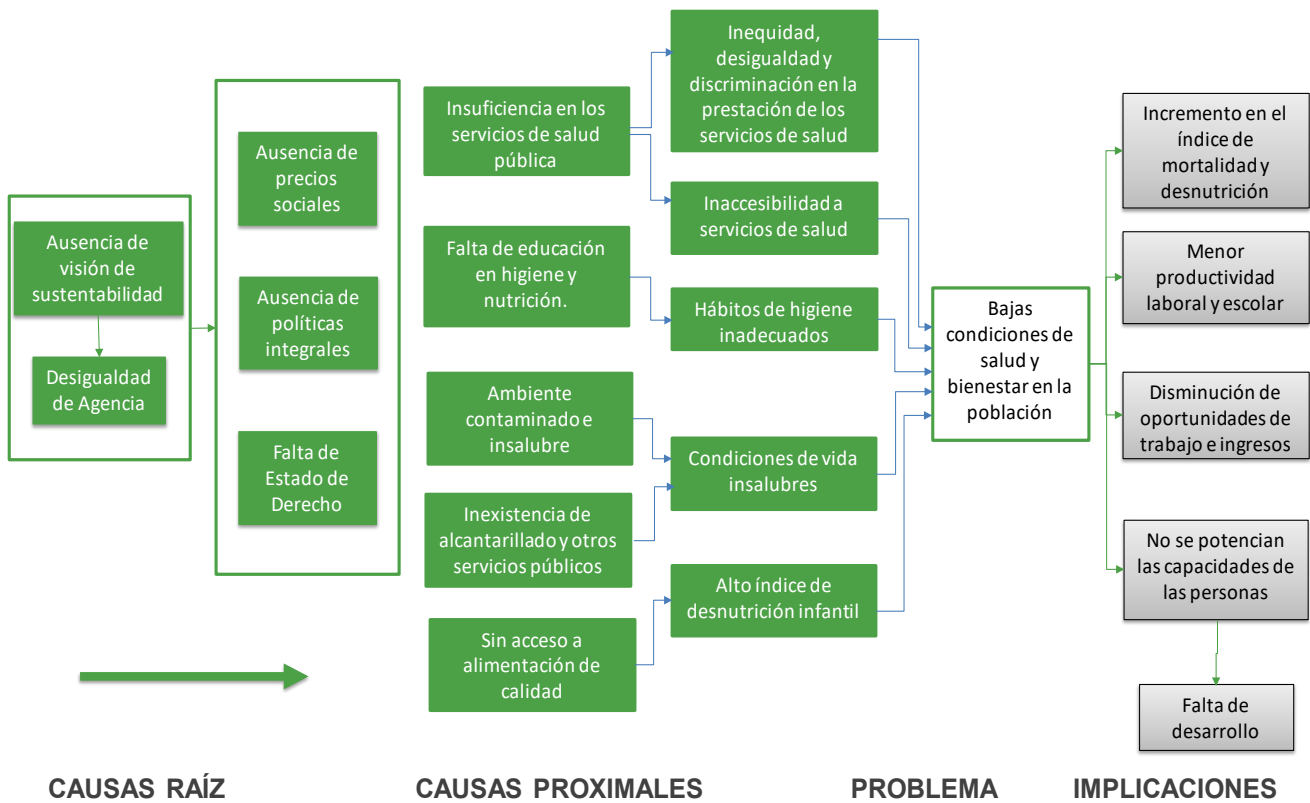 Ausencia de
visión de
sustentabilidad
Desigualdad
de Agencia
Ausencia de
precios
sociales
Ausencia de
políticas
integrales
Falta de
Estado de
Derecho
Insuficiencia en los
servicios de salud
pública
Falta de educación
en higiene y
nutrición.
Ambiente
contaminado e
insalubre
Inexistencia de
alcantarillado y otros
servicios públicos
Sin acceso a
alimentación de
calidad
Inequidad,
desigualdad y
discriminación en la
prestación de los
servicios de salud
Inaccesibilidad a
servicios de salud
Hábitos de higiene
inadecuados
Condiciones de vida
insalubres
Alto índice de
desnutrición infantil
Bajas
condiciones de
salud y
bienestar en la
población
Incremento en el
índice de
mortalidad y
desnutrición
Menor
productividad
laboral y escolar
Disminución de
oportunidades de
trabajo e ingresos
No se potencian
las capacidades de
las personas
Falta de
desarrollo
CAUSAS RAÍZ
CAUSAS PROXIMALES
PROBLEMA
IMPLICACIONES